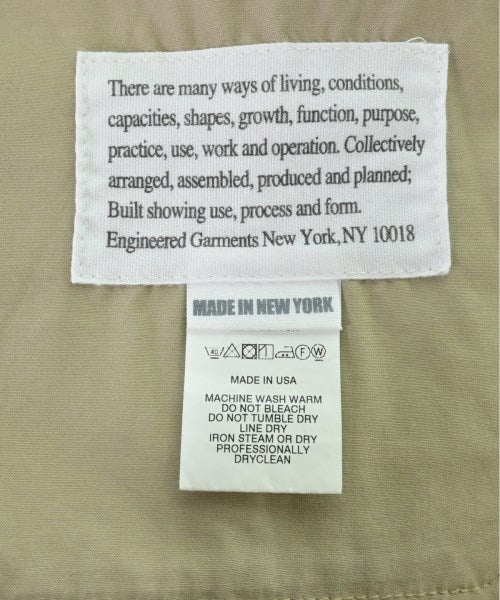 There are many ways of living, conditions,
capacities, shapes, growth, function, purpose,
practice, use, work and operation. Collectively
arranged, assembled, produced and planned;
Built showing use, process and form.
Engineered Garments New York, NY 10018
MADE IN NEW YORK
MADE IN USA
MACHINE WASH WARM
DO NOT BLEACH
DO NOT TUMBLE DRY
LINE DRY
IRON STEAM OR DRY
PROFESSIONALLY
DRYCLEAN